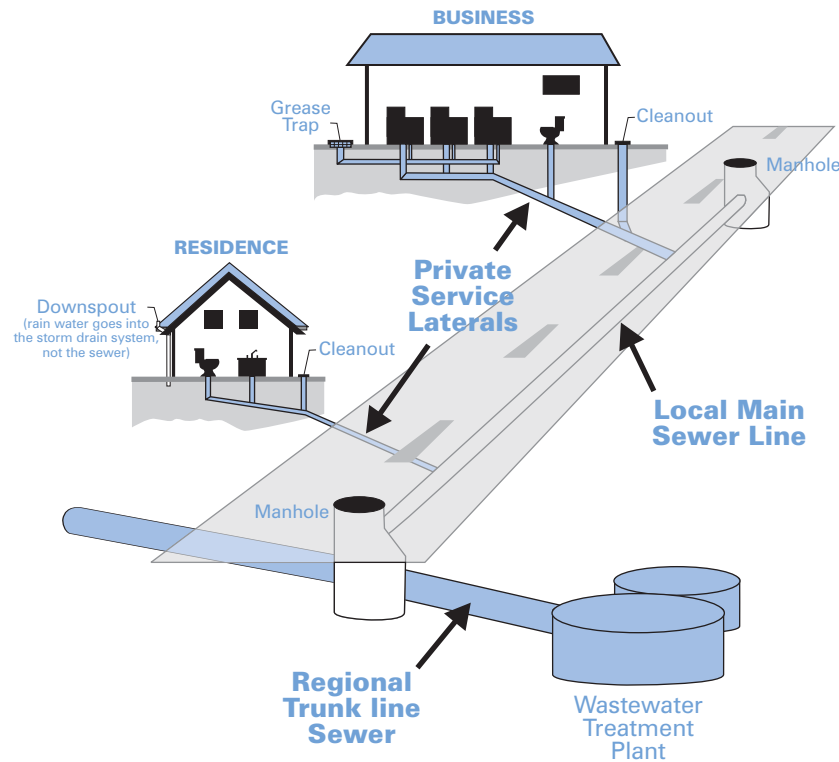 BUSINESS
Grease
Trap
Cleanout
Manhole
RESIDENCE
Private
Service
Laterals
Downspout
(rain water goes into
the storm drain system,
not the sewer)
Cleanout
Local Main
Sewer Line
Manhole
Regional
Trunk line
Sewer
Wastewater
Treatment
Plant